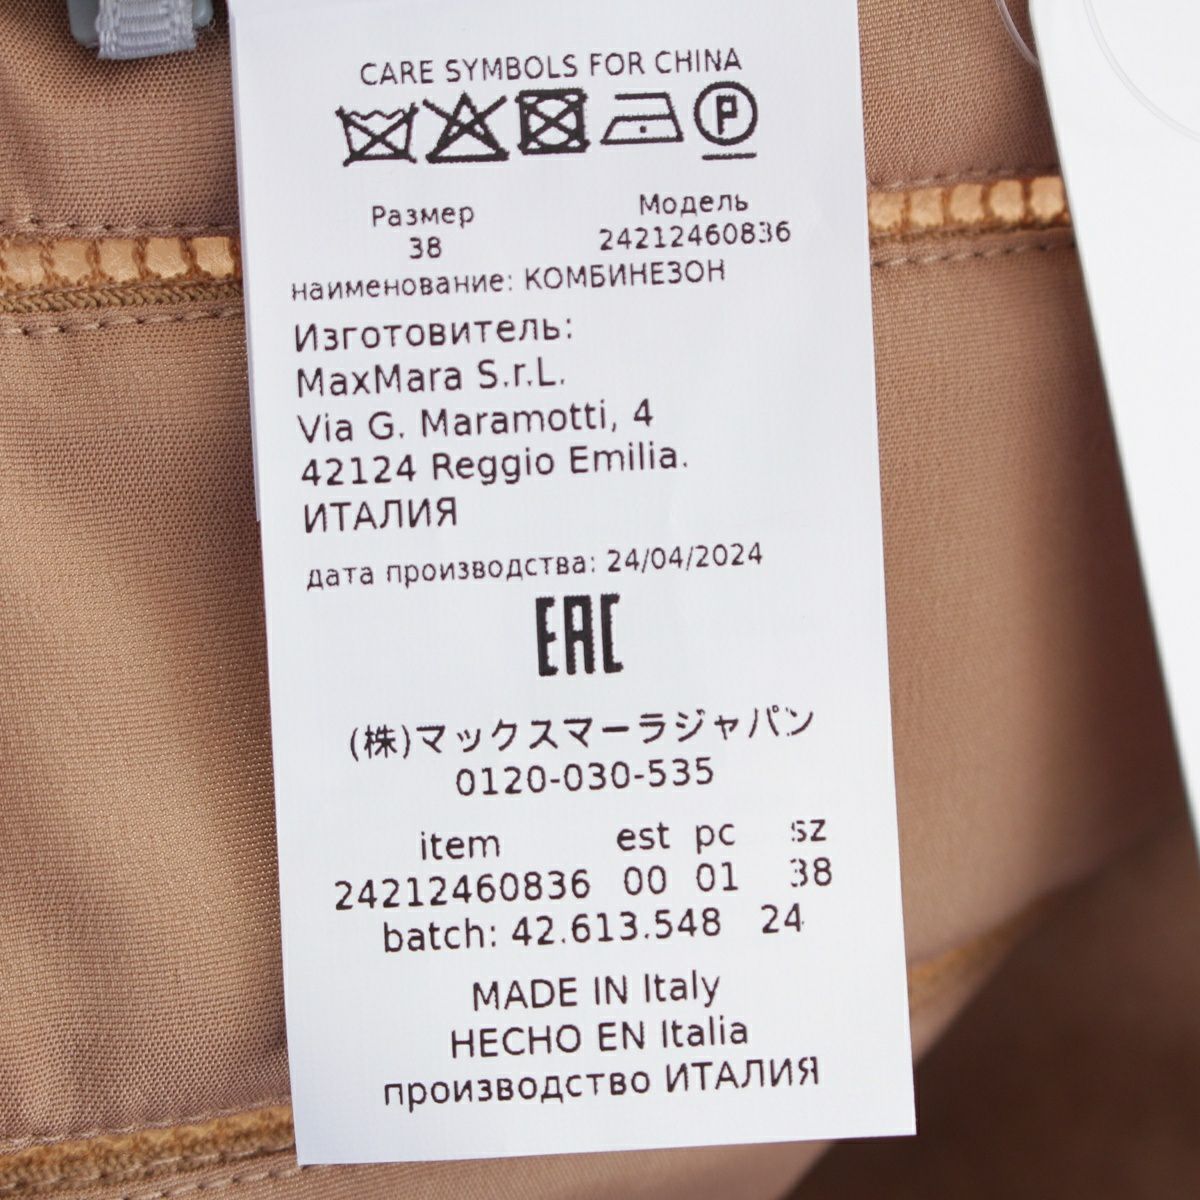 CARE SYMBOLS FOR CHINA
P
Размер Модель
38 24212460836
наименование: КОМБИНЕЗОН
Изготовитель:
MaxMara S.r.L.
Via G. Maramotti, 4
42124 Reggio Emilia.
ИТАЛИЯ
дата производства: 24/04/2024
EAC
(株)マックスマーラジャパン
0120-030-535
item est pc sz
24212460836 00 01 38
batch: 42.613.548 24
MADE IN Italy
HECHO EN Italia
производство ИТАЛИЯ